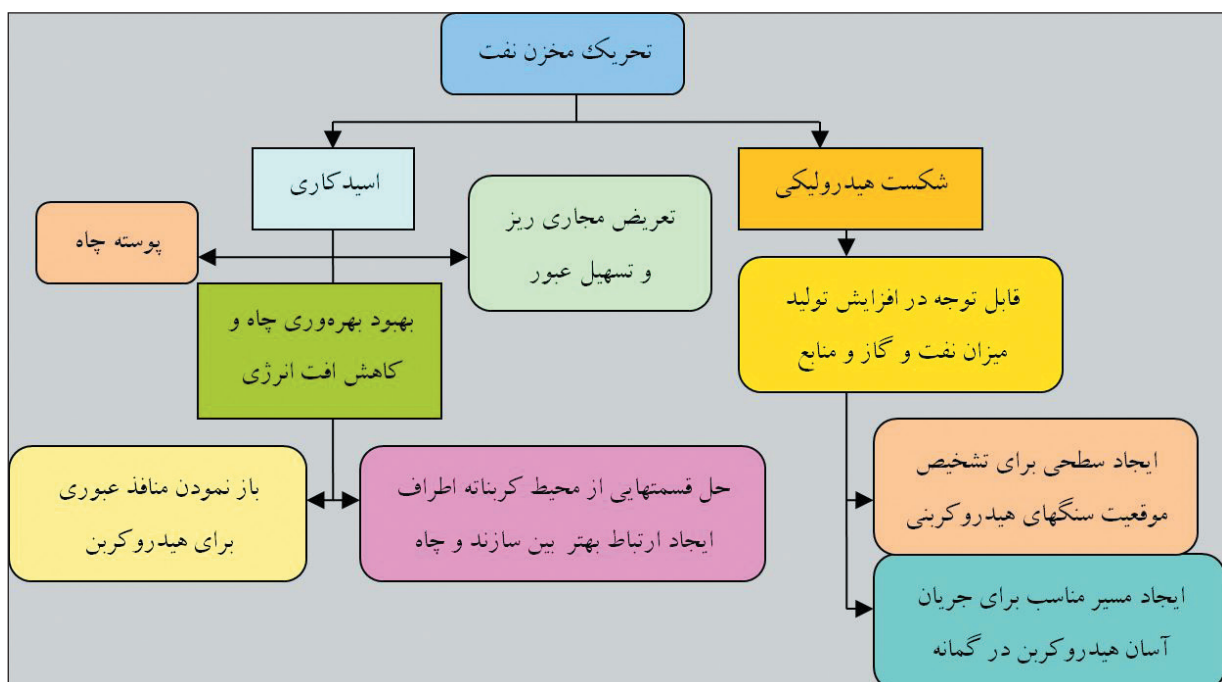 تحریک مخزن نفت
شکست هیدرولیکی
اسیدکاری
تعریض مجاری ریز
و تسهیل عبور
پوسته چاه
قابل توجه در افزایش تولید
میزان نفت و گاز و منابع
بهبود بهره‌وری چاه و
کاهش افت انرژی
ایجاد سطحی برای تشخیص
موقعیت سنگهای هیدروکربنی
حل قسمتهایی از محیط کربناته اطراف
ایجاد ارتباط بهتر بین سازند و چاه
باز نمودن منافذ عبوری
برای هیدروکربن
ایجاد مسیر مناسب برای جریان
آسان هیدروکربن در گمانه